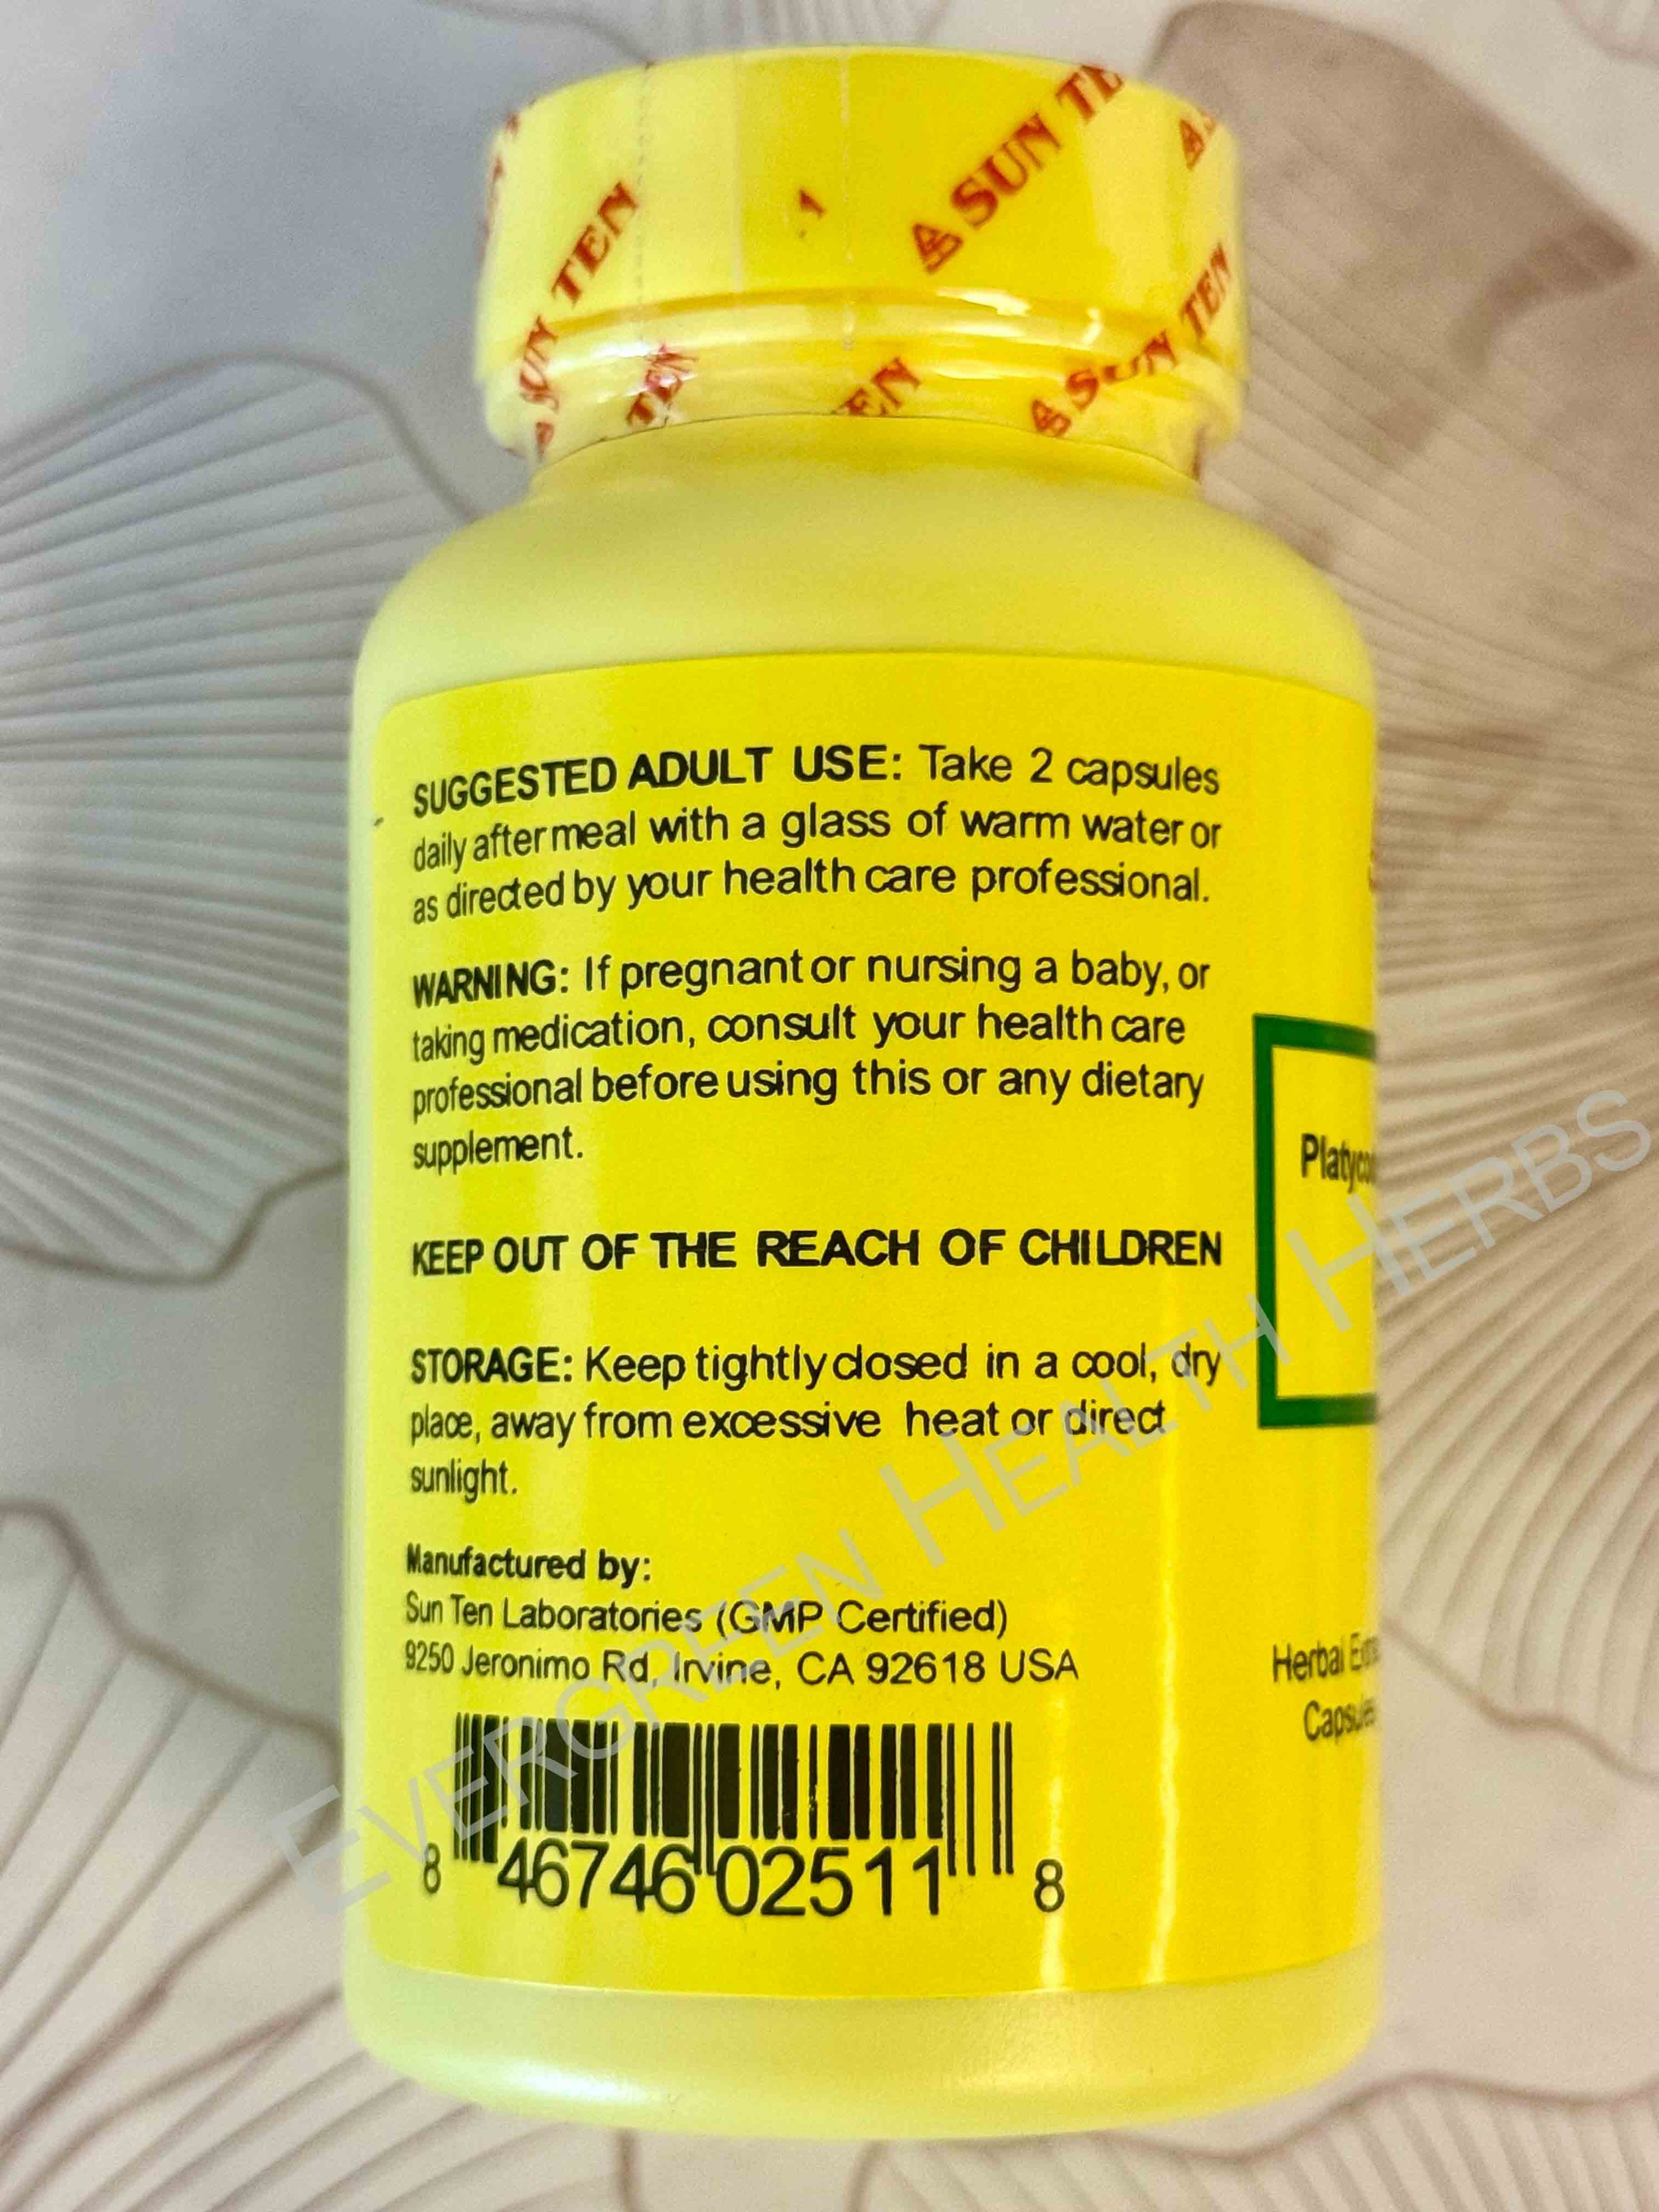 SUN TEN
SUN TEN
SUN TEN
SUGGESTED ADULT USE: Take 2 capsules
daily after meal with a glass of warm water or
as directed by your health care professional.
WARNING: If pregnant or nursing a baby, or
taking medication, consult your health care
professional before using this or any dietary
supplement.
KEEP OUT OF THE REACH OF CHILDREN
STORAGE: Keep tightly closed in a cool, dry
place, away from excessive heat or direct
sunlight.
Manufactured by:
Sun Ten Laboratories (GMP Certified)
9250 Jeronimo Rd, Irvine, CA 92618 USA
8 46746 02511 8
Herbal
Capsules
EVERGREEN HEALTH HERBS